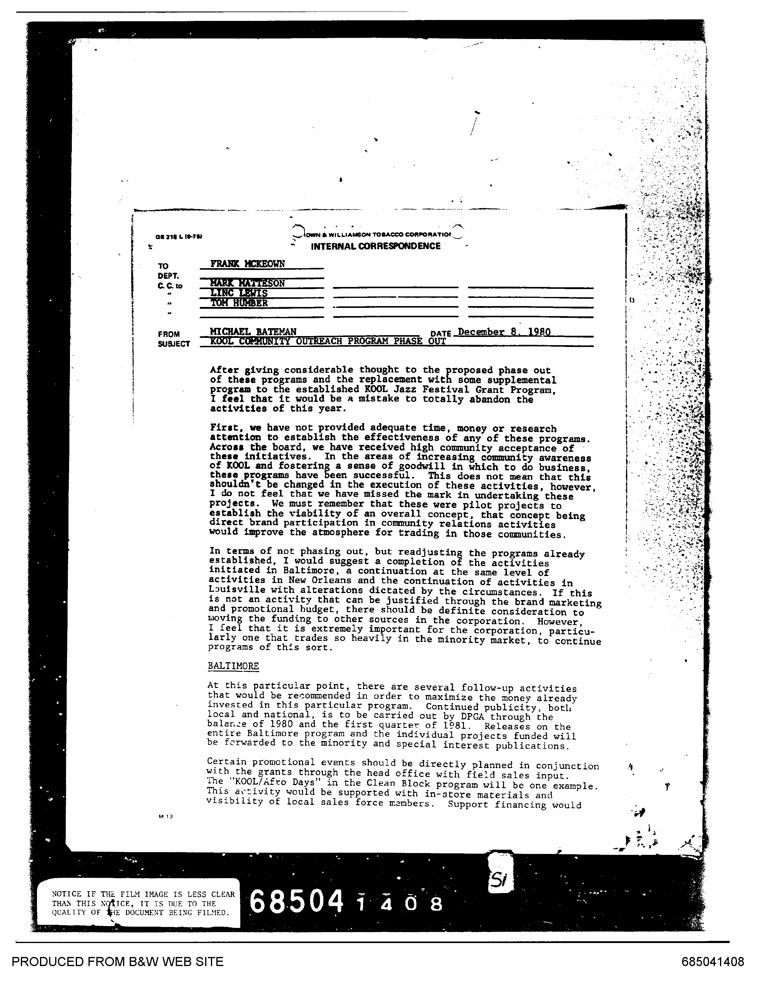 GE 218 L (9-75)
OWN & WILLIAMSON TOBACCO CORPORATIO
INTERNAL CORRESPONDENCE
TO FRANK MCKEOWN
DEPT.
C. C. to MARK MATTESON
" LINC LEWIS
" TOM HUMBER
"
FROM MICHAEL BATEMAN DATE December 8, 1980
SUBJECT KOOL COMMUNITY OUTREACH PROGRAM PHASE OUT
After giving considerable thought to the proposed phase out
of these programs and the replacement with some supplemental
program to the established KOOL Jazz Festival Grant Program,
I feel that it would be a mistake to totally abandon the
activities of this year.
First, we have not provided adequate time, money or research
attention to establish the effectiveness of any of these programs.
Across the board, we have received high community acceptance of
these initiatives. In the areas of increasing community awareness
of KOOL and fostering a sense of goodwill in which to do business,
these programs have been successful. This does not mean that this
shouldn't be changed in the execution of these activities, however,
I do not feel that we have missed the mark in undertaking these
projects. We must remember that these were pilot projects to
establish the viability of an overall concept, that concept being
direct brand participation in community relations activities
would improve the atmosphere for trading in those communities.
In terms of not phasing out, but readjusting the programs already
established, I would suggest a completion of the activities
initiated in Baltimore, a continuation at the same level of
activities in New Orleans and the continuation of activities in
Louisville with alterations dictated by the circumstances. If this
is not an activity that can be justified through the brand marketing
and promotional budget, there should be definite consideration to
moving the funding to other sources in the corporation. However,
I feel that it is extremely important for the corporation, particu-
larly one that trades so heavily in the minority market, to continue
programs of this sort.
BALTIMORE
At this particular point, there are several follow-up activities
that would be recommended in order to maximize the money already
invested in this particular program. Continued publicity, both
local and national, is to be carried out by DPGA through the
balance of 1980 and the first quarter of 1981. Releases on the
entire Baltimore program and the individual projects funded will
be forwarded to the minority and special interest publications.
Certain promotional events should be directly planned in conjunction
with the grants through the head office with field sales input.
The "KOOL/Afro Days" in the Clean Block program will be one example.
This activity would be supported with in-store materials and
visibility of local sales force members. Support financing would
M 13
51
NOTICE IF THE FILM IMAGE IS LESS CLEAR
THAN THIS NOTICE, IT IS DUE TO THE
QUALITY OF THE DOCUMENT BEING FILMED.
68504 1408
PRODUCED FROM B&W WEB SITE 685041408